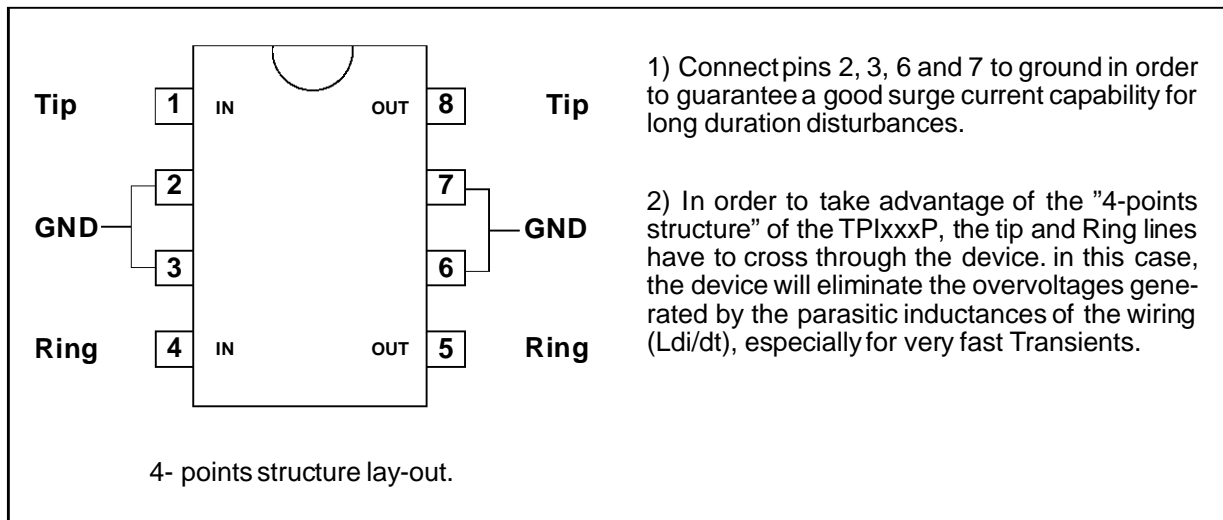 Tip 1 IN OUT 8 Tip
2 7
GND GND
3 6
Ring 4 IN OUT 5 Ring
4- points structure lay-out.
1) Connect pins 2, 3, 6 and 7 to ground in order
to guarantee a good surge current capability for
long duration disturbances.
2) In order to take advantage of the ”4-points
structure” of the TPIxxxP, the tip and Ring lines
have to cross through the device. in this case,
the device will eliminate the overvoltages gene-
rated by the parasitic inductances of the wiring
(Ldi/dt), especially for very fast Transients.